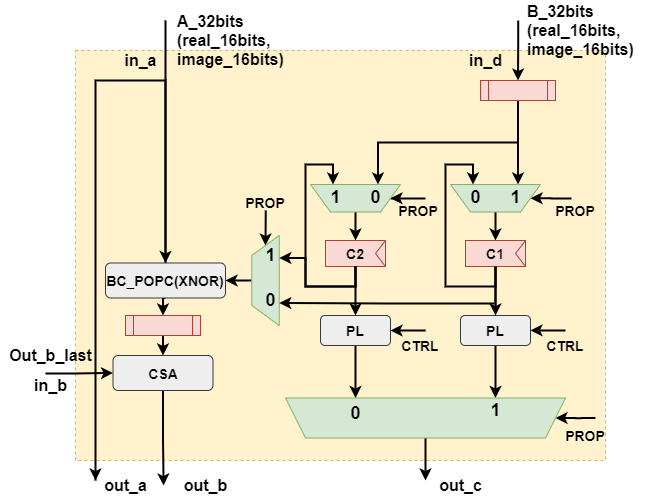 A_32bits
(real_16bits,
image_16bits)
B_32bits
(real_16bits,
image_16bits)
in_a
in_d
1 0
PROP
0 1
PROP
PROP
1
0
C2
C1
BC_POPC(XNOR)
PL
CTRL
PL
CTRL
Out_b_last
in_b
CSA
0
1
PROP
out_a
out_b
out_c